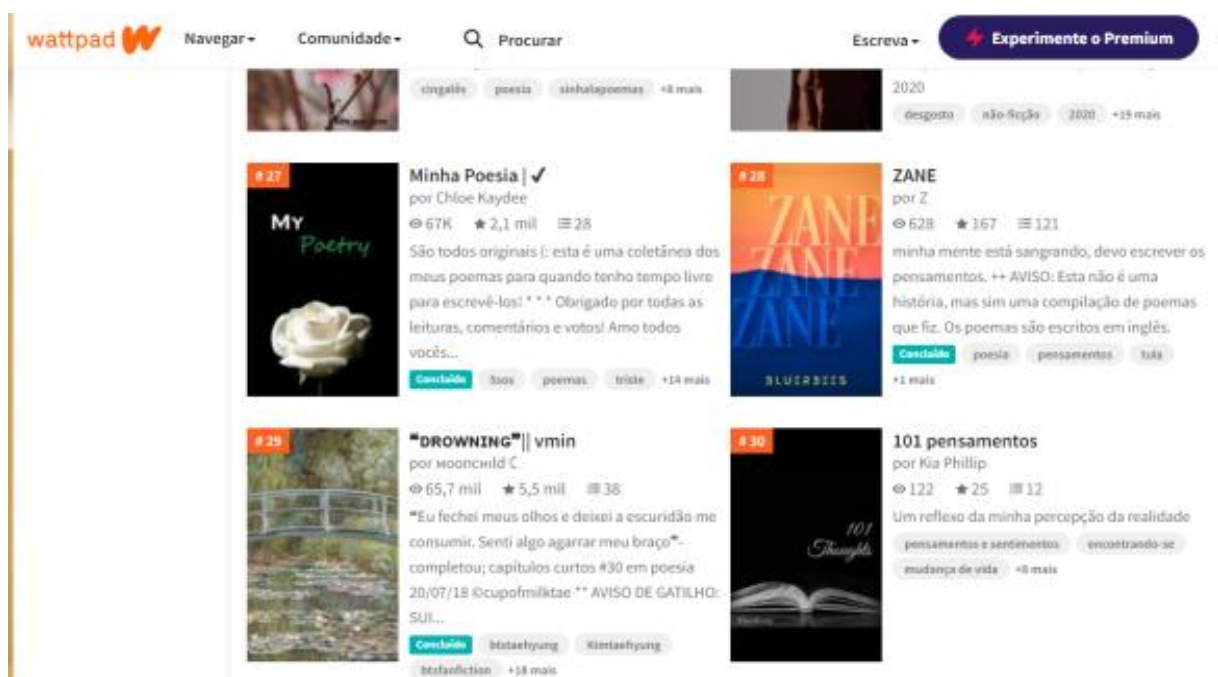 wattpad
Navegar
Comunidade
Procurar
Escreva
Experimente o Premium
cingalês poesia sinhalapoemas +8 mais
2020
desgosto não-ficção 2020 +19 mais
#27
MY
Poetry
Minha Poesia | ✓
por Chloe Kaydee
67K ★ 2,1 mil 28
São todos originais (: esta é uma coletânea dos
meus poemas para quando tenho tempo livre
para escrevê-los! * * * Obrigado por todas as
leituras, comentários e votos! Amo todos
vocês...
Concluído 5sos poemas triste +14 mais
#28
ZANE
ZANE
ZANE
ZANE
BLUERBEES
ZANE
por Z
628 ★ 167 121
minha mente está sangrando, devo escrever os
pensamentos. ++ AVISO: Esta não é uma
história, mas sim uma compilação de poemas
que fiz. Os poemas são escritos em inglês.
Concluído poesia pensamentos tula
+1 mais
#29
❝DROWNING❞|| vmin
por мooncнιld ☾
65,7 mil ★ 5,5 mil 38
❝Eu fechei meus olhos e deixei a escuridão me
consumir. Senti algo agarrar meu braço❞-
completou; capítulos curtos #30 em poesia
20/07/18 ©cupofmilktae ** AVISO DE GATILHO:
SUI...
Concluído btstaehyung Kimtaehyung
btsfanfiction +18 mais
#30
101
Thoughts
101 pensamentos
por Kia Phillip
122 ★ 25 12
Um reflexo da minha percepção da realidade
pensamentos e sentimentos encontrando-se
mudança de vida +8 mais